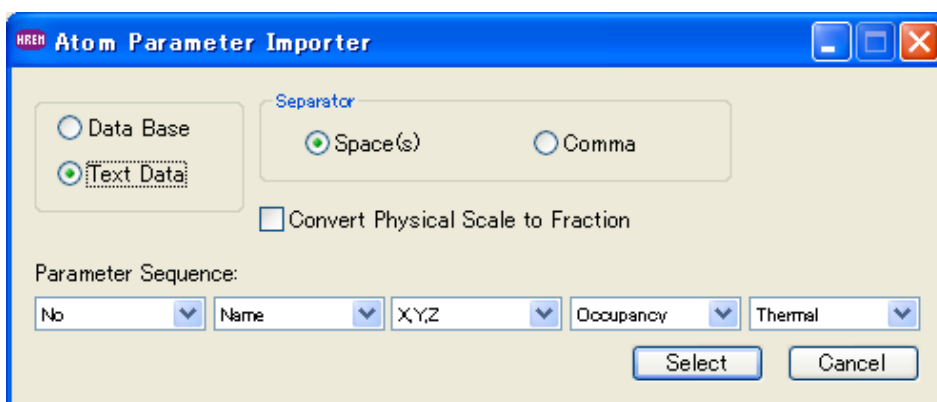 HREM Atom Parameter Importer
Separator
Data Base
Space(s) Comma
Text Data
Convert Physical Scale to Fraction
Parameter Sequence:
No Name X,Y,Z Occupancy Thermal
Select Cancel